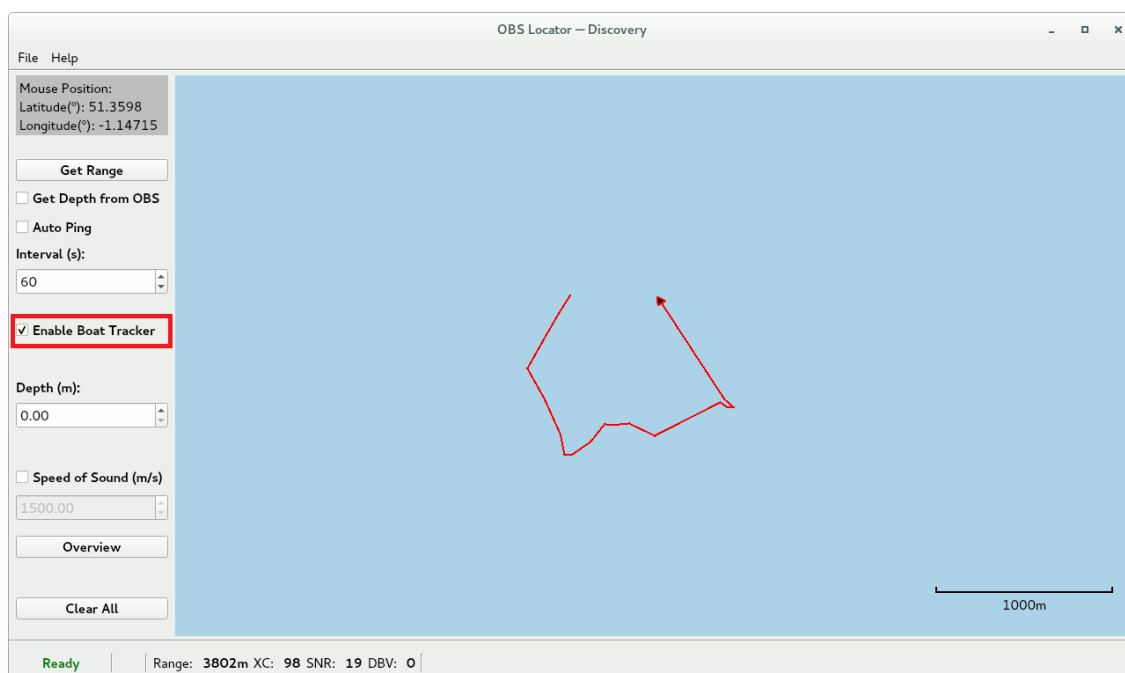 OBS Locator — Discovery
File Help
Mouse Position:
Latitude(°): 51.3598
Longitude(°): -1.14715
Get Range
Get Depth from OBS
Auto Ping
Interval (s):
60
Enable Boat Tracker
Depth (m):
0.00
Speed of Sound (m/s)
1500.00
Overview
1000m
Clear All
Ready Range: 3802m XC: 98 SNR: 19 DBV: 0